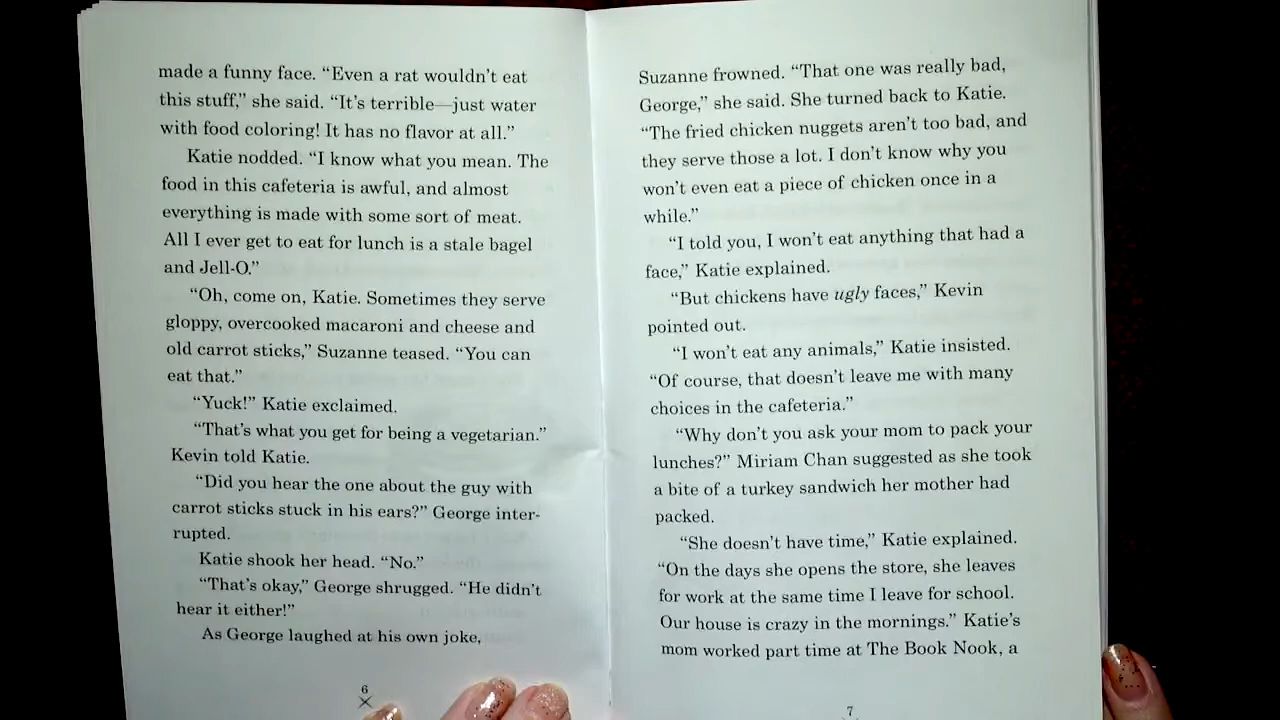 made a funny face. “Even a rat wouldn’t eat
this stuff,” she said. “It’s terrible—just water
with food coloring! It has no flavor at all.”
Katie nodded. “I know what you mean. The
food in this cafeteria is awful, and almost
everything is made with some sort of meat.
All I ever get to eat for lunch is a stale bagel
and Jell-O.”
“Oh, come on, Katie. Sometimes they serve
gloppy, overcooked macaroni and cheese and
old carrot sticks,” Suzanne teased. “You can
eat that.”
“Yuck!” Katie exclaimed.
“That’s what you get for being a vegetarian.”
Kevin told Katie.
“Did you hear the one about the guy with
carrot sticks stuck in his ears?” George inter-
rupted.
Katie shook her head. “No.”
“That’s okay,” George shrugged. “He didn’t
hear it either!”
As George laughed at his own joke,
6
Suzanne frowned. “That one was really bad,
George,” she said. She turned back to Katie.
“The fried chicken nuggets aren’t too bad, and
they serve those a lot. I don’t know why you
won’t even eat a piece of chicken once in a
while.”
“I told you, I won’t eat anything that had a
face,” Katie explained.
“But chickens have ugly faces,” Kevin
pointed out.
“I won’t eat any animals,” Katie insisted.
“Of course, that doesn’t leave me with many
choices in the cafeteria.”
“Why don’t you ask your mom to pack your
lunches?” Miriam Chan suggested as she took
a bite of a turkey sandwich her mother had
packed.
“She doesn’t have time,” Katie explained.
“On the days she opens the store, she leaves
for work at the same time I leave for school.
Our house is crazy in the mornings.” Katie’s
mom worked part time at The Book Nook, a
7